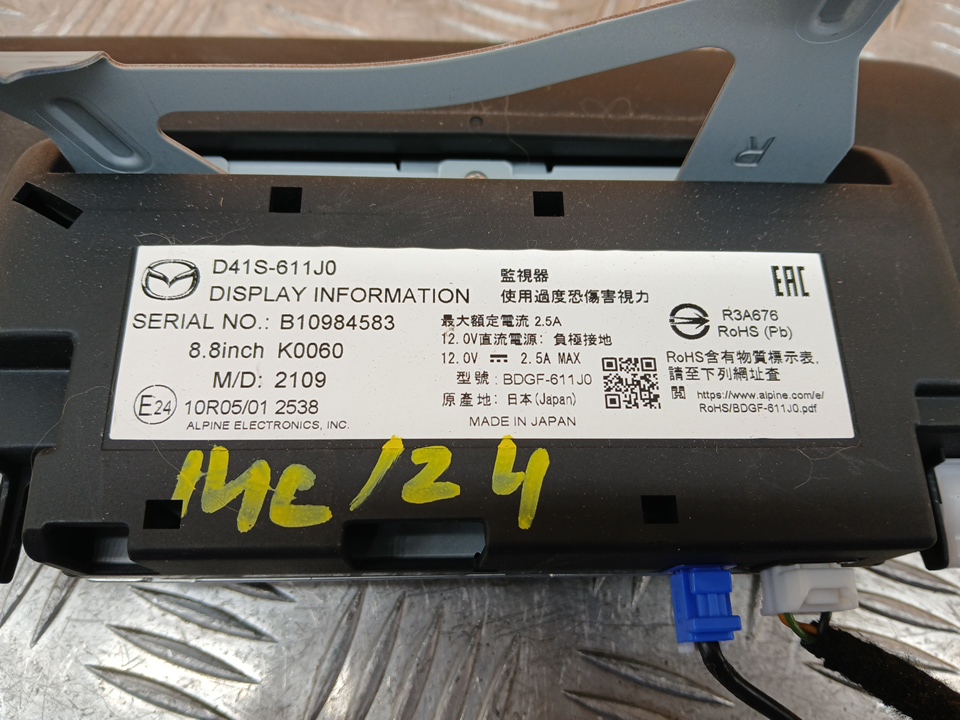 D41S-611J0
DISPLAY INFORMATION
SERIAL NO.: B10984583
8.8inch K0060
M/D: 2109
E24 10R05/01 2538
ALPINE ELECTRONICS, INC.
監視器
使用過度恐傷害視力
最大額定電流 2.5A
12.0V直流電源: 負極接地
12.0V ⎓ 2.5A MAX
型號: BDGF-611J0
原產地: 日本(Japan)
MADE IN JAPAN
EAC
R3A676
RoHS (Pb)
RoHS含有物質標示表,
請至下列網址查
閱 https://www.alpine.com/e/
RoHS/BDGF-611J0.pdf
R
/24